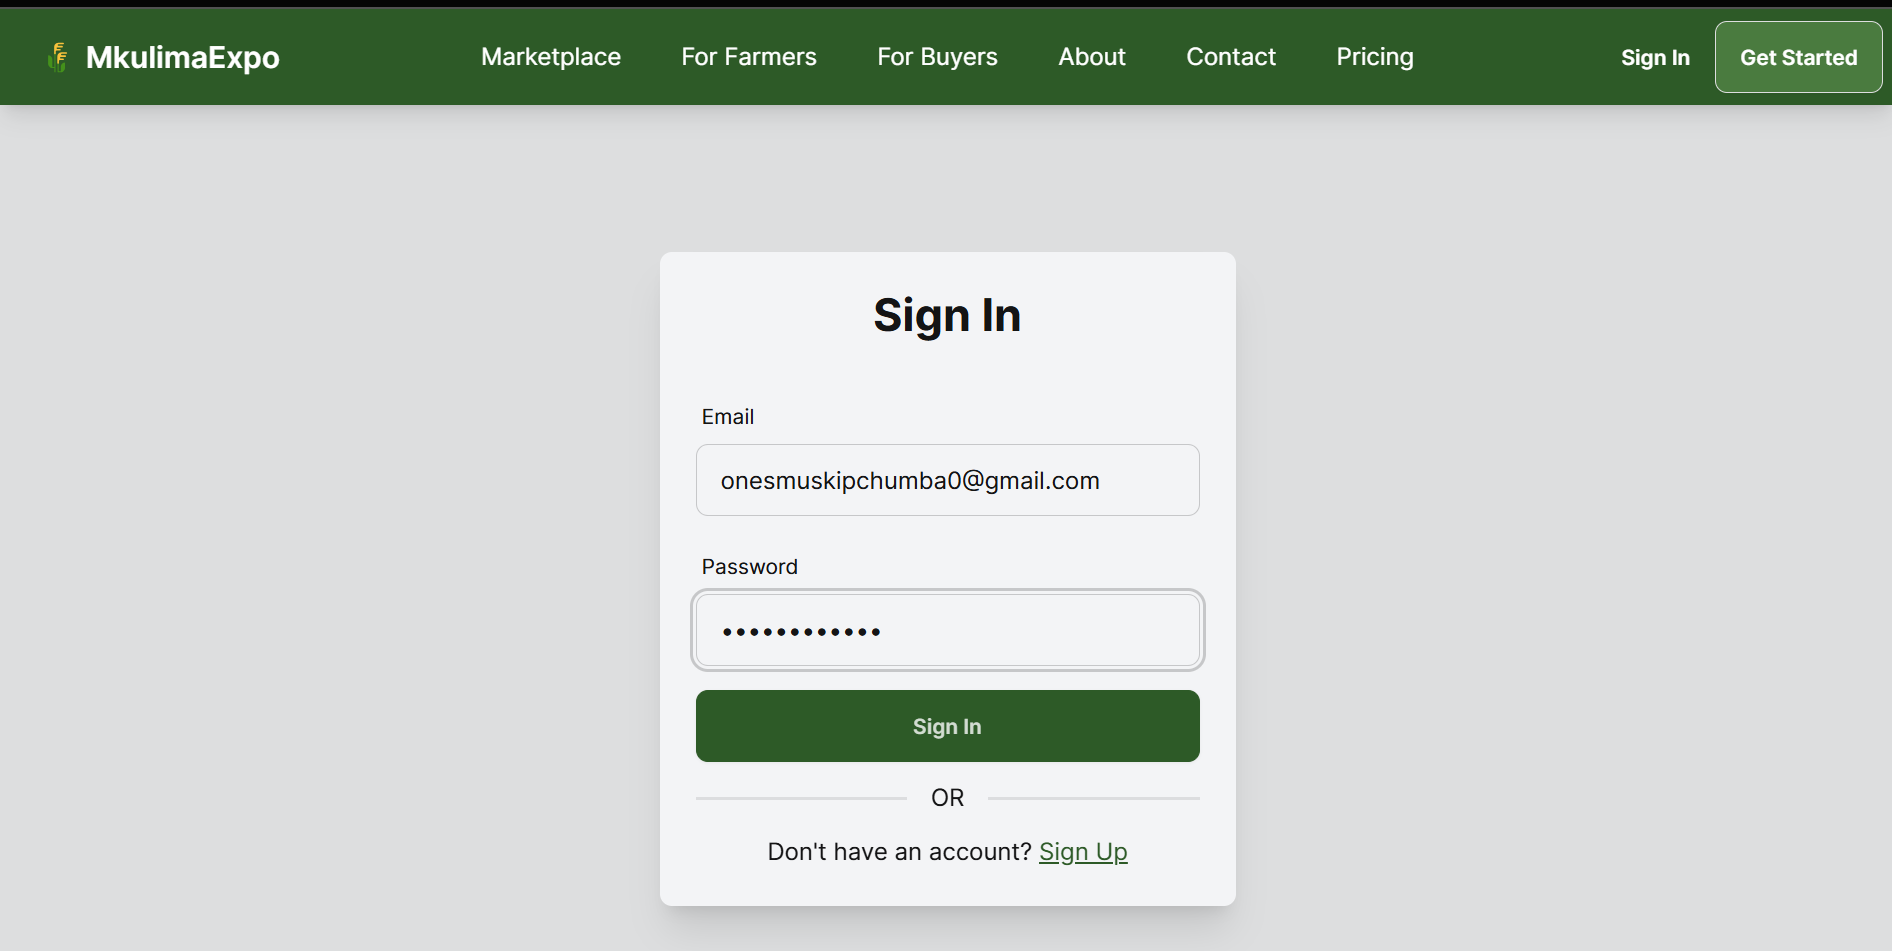 MkulimaExpo Marketplace For Farmers For Buyers About Contact Pricing Sign In Get Started
Sign In
Email
onesmuskipchumba0@gmail.com
Password
••••••••••••
Sign In
OR
Don't have an account? Sign Up